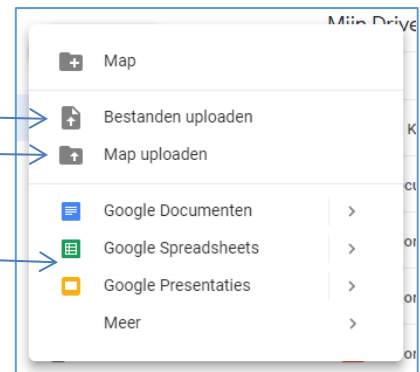 Mijn Drive
Map
Bestanden uploaden
Map uploaden
Google Documenten
Google Spreadsheets
Google Presentaties
Meer